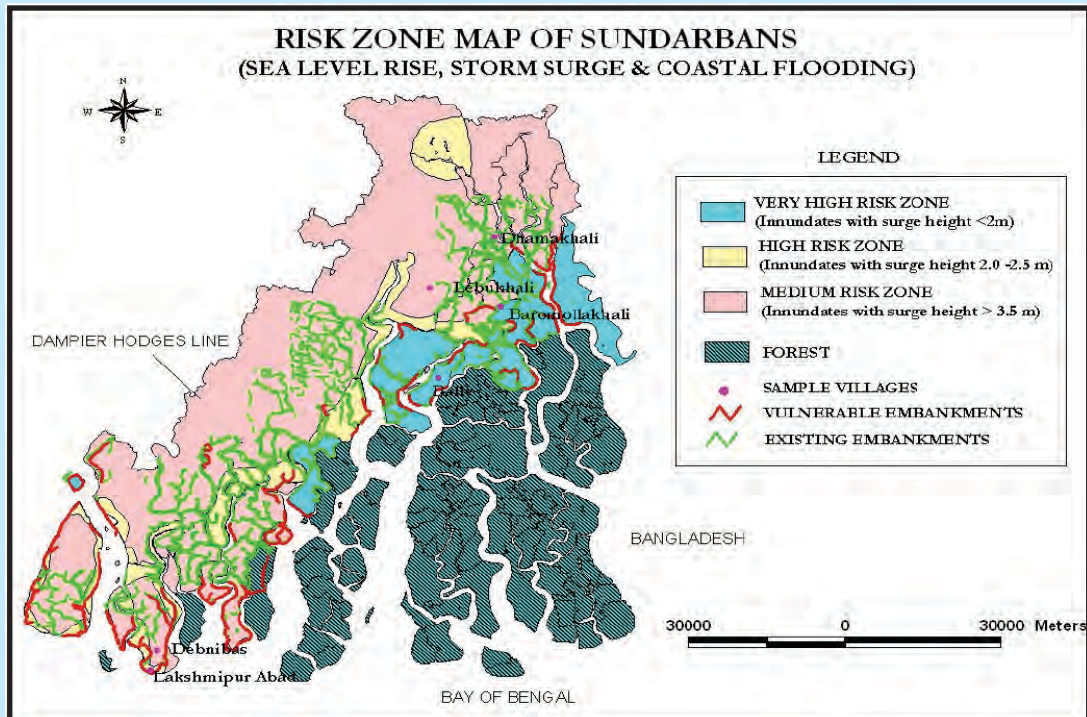 RISK ZONE MAP OF SUNDARBANS
(SEA LEVEL RISE, STORM SURGE & COASTAL FLOODING)
N
W E
S
LEGEND
VERY HIGH RISK ZONE
(Innundates with surge height <2m)
HIGH RISK ZONE
(Innundates with surge height 2.0 -2.5 m)
MEDIUM RISK ZONE
(Innundates with surge height > 3.5 m)
FOREST
SAMPLE VILLAGES
VULNERABLE EMBANKMENTS
EXISTING EMBANKMENTS
Dhamakhali
Lebukhali
Baromollakhali
DAMPIER HODGES LINE
BANGLADESH
30000 0 30000 Meters
Debnibas
Lakshmipur Abad
BAY OF BENGAL